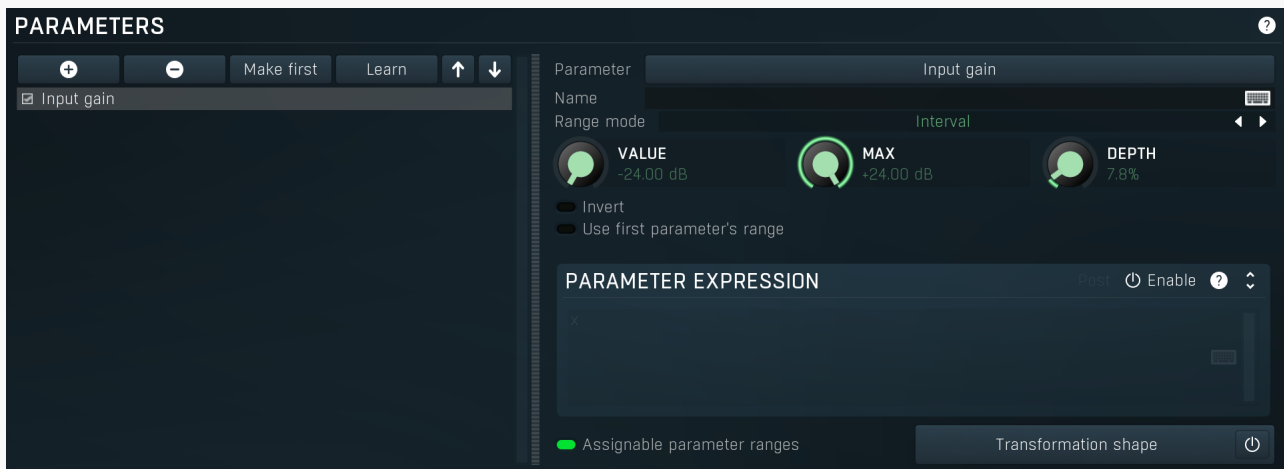 PARAMETERS
?
Make first Learn
Input gain
Parameter Input gain
Name
Range mode Interval
VALUE
-24.00 dB
MAX
+24.00 dB
DEPTH
7.8%
Invert
Use first parameter's range
PARAMETER EXPRESSION Post Enable ?
x
Assignable parameter ranges Transformation shape